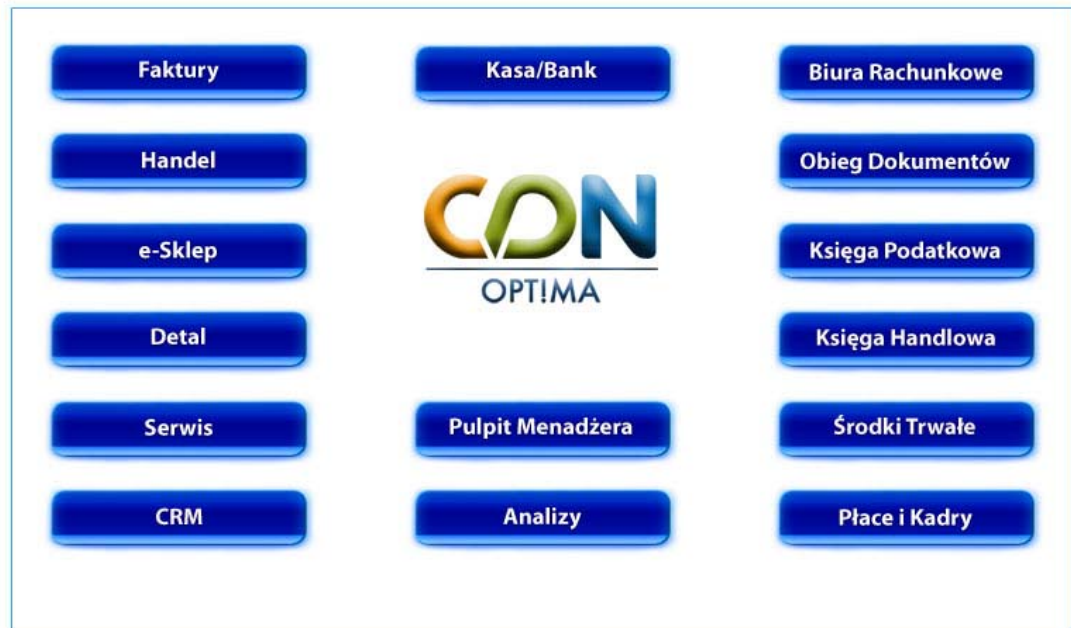 Faktury
Kasa/Bank
Biura Rachunkowe
Handel
Obieg Dokumentów
CDN
OPT!MA
e-Sklep
Księga Podatkowa
Detal
Księga Handlowa
Serwis
Pulpit Menadżera
Środki Trwałe
CRM
Analizy
Płace i Kadry